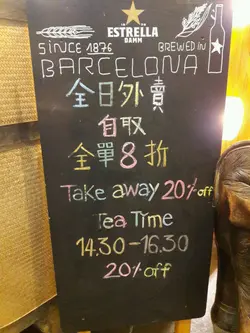 ESTRELLA
DAMM
SINCE 1876 BREWED IN
BARCELONA
全日外賣
自取
全單8折
Take away 20% off
Tea Time
14.30-16.30
20% off